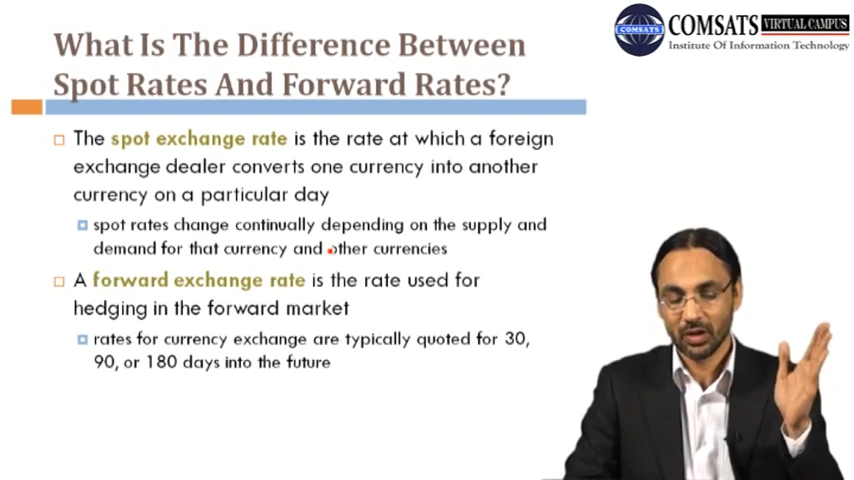 COMSATS
COMSATS VIRTUAL CAMPUS
Institute Of Information Technology
What Is The Difference Between
Spot Rates And Forward Rates?
The spot exchange rate is the rate at which a foreign
exchange dealer converts one currency into another
currency on a particular day
spot rates change continually depending on the supply and
demand for that currency and other currencies
A forward exchange rate is the rate used for
hedging in the forward market
rates for currency exchange are typically quoted for 30,
90, or 180 days into the future